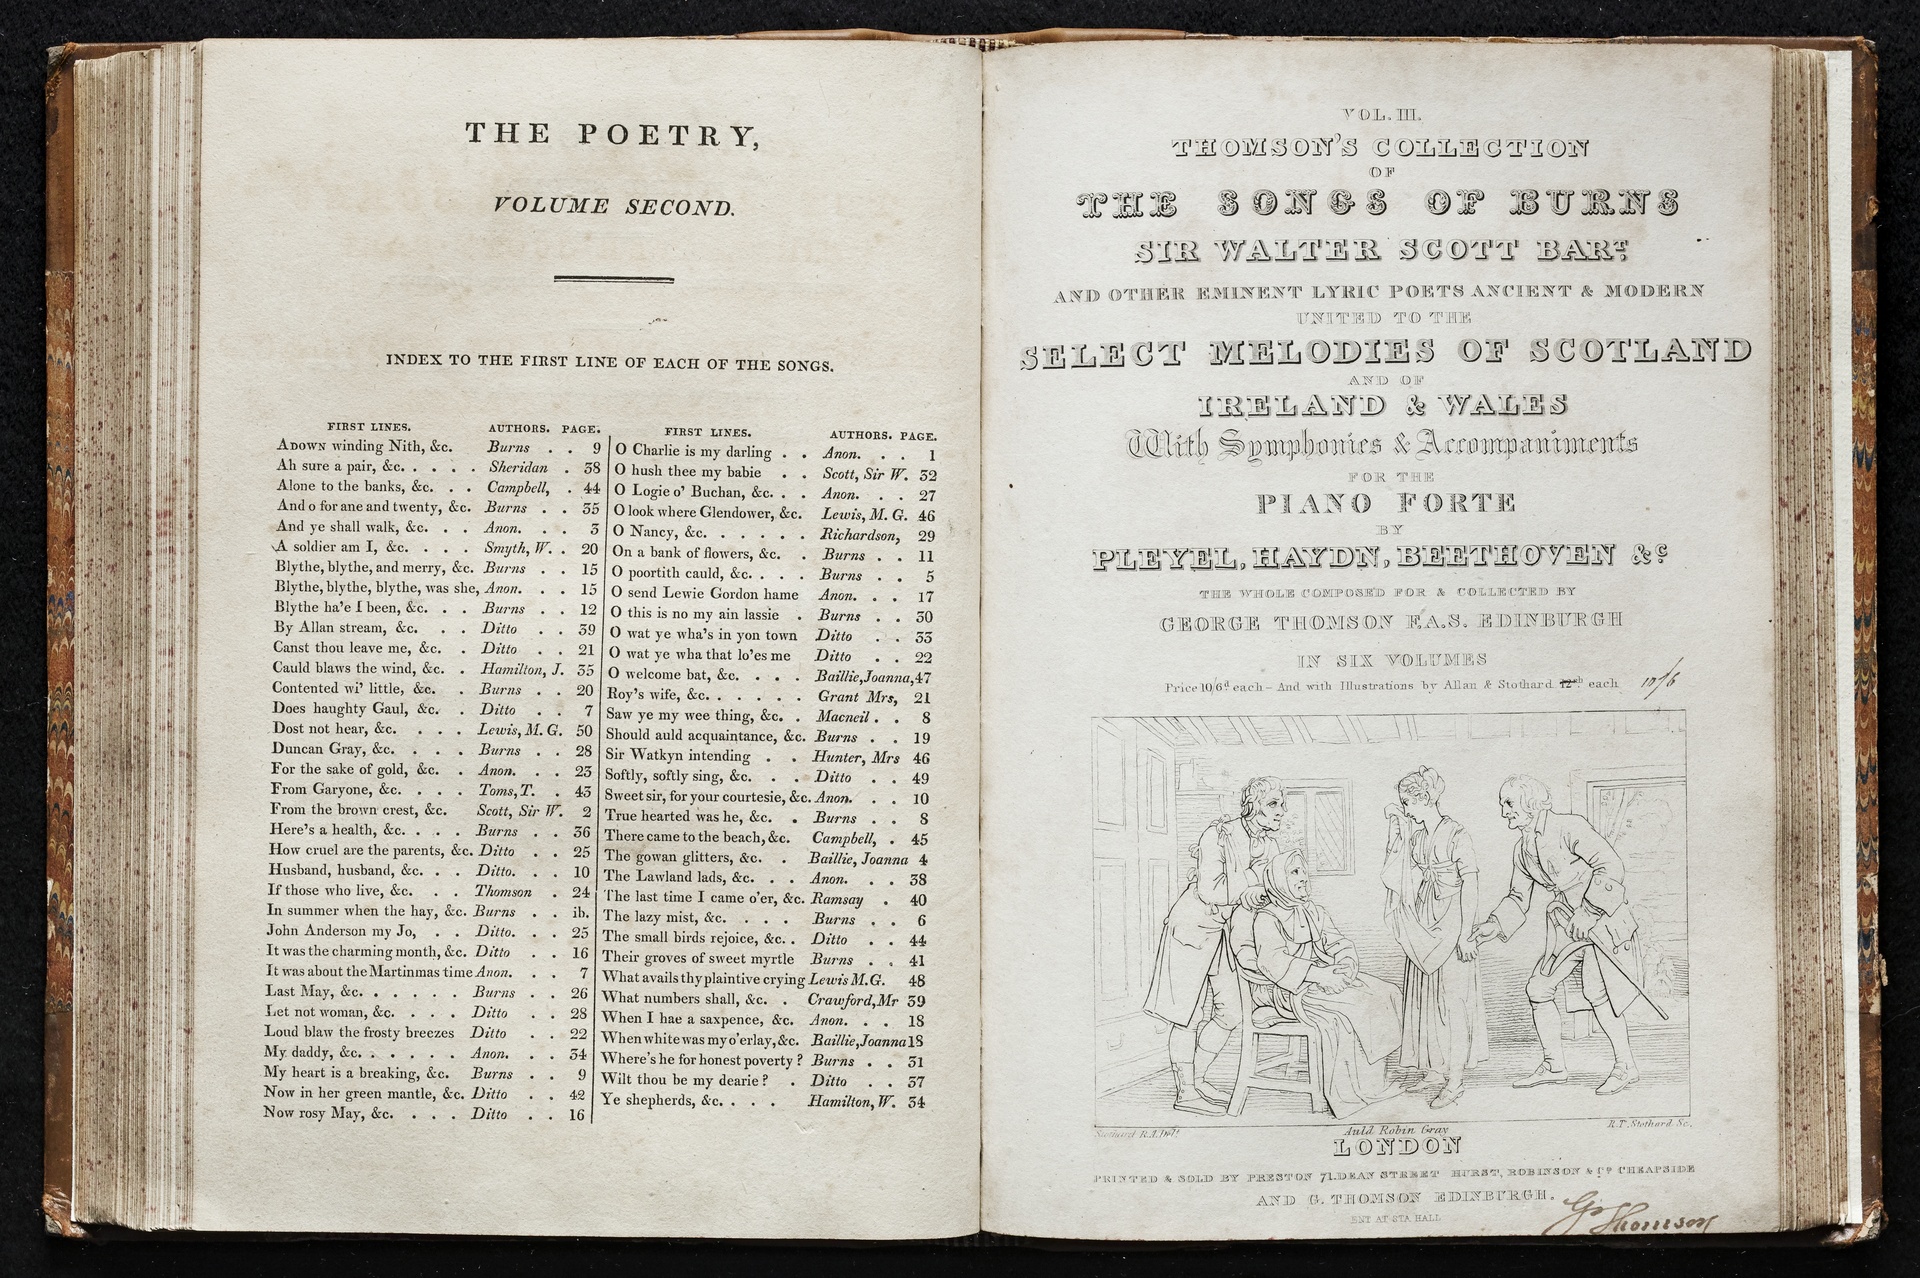 THE POETRY,
VOLUME SECOND.
INDEX TO THE FIRST LINE OF EACH OF THE SONGS.
FIRST LINES. AUTHORS. PAGE.
Adown winding Nith, &c. Burns . . 9
Ah sure a pair, &c. . . . . Sheridan . 38
Alone to the banks, &c. . . Campbell, . 44
And o for ane and twenty, &c. Burns . . 35
And ye shall walk, &c. . . Anon. . . 3
A soldier am I, &c. . . . Smyth, W. . 20
Blythe, blythe, and merry, &c. Burns . . 15
Blythe, blythe, blythe, was she, Anon. . . 15
Blythe ha'e I been, &c. . . Burns . . 12
By Allan stream, &c. . . Ditto . . 39
Canst thou leave me, &c. . Ditto . . 21
Cauld blaws the wind, &c. . Hamilton, J. 35
Contented wi' little, &c. . Burns . . 20
Does haughty Gaul, &c. . Ditto . . 7
Dost not hear, &c. . . . Lewis, M. G. 50
Duncan Gray, &c. . . . Burns . . 28
For the sake of gold, &c. . Anon. . . 23
From Garyone, &c. . . . Toms, T. . 43
From the brown crest, &c. Scott, Sir W. 2
Here's a health, &c. . . . Burns . . 36
How cruel are the parents, &c. Ditto . . 25
Husband, husband, &c. . . Ditto. . . 10
If those who live, &c. . . Thomson . 24
In summer when the hay, &c. Burns . . ib.
John Anderson my Jo, . . Ditto. . . 25
It was the charming month, &c. Ditto . . 16
It was about the Martinmas time Anon. . . 7
Last May, &c. . . . . . Burns . . 26
Let not woman, &c. . . . Ditto . . 28
Loud blaw the frosty breezes Ditto . . 22
My daddy, &c. . . . . . Anon. . . 34
My heart is a breaking, &c. Burns . . 9
Now in her green mantle, &c. Ditto . . 42
Now rosy May, &c. . . . Ditto . . 16
FIRST LINES. AUTHORS. PAGE.
O Charlie is my darling . . Anon. . . 1
O hush thee my babie . . Scott, Sir W. 32
O Logie o' Buchan, &c. . . Anon. . . 27
O look where Glendower, &c. Lewis, M. G. 46
O Nancy, &c. . . . . . Richardson, 29
On a bank of flowers, &c. . Burns . . 11
O poortith cauld, &c. . . . Burns . . 5
O send Lewie Gordon hame Anon. . . 17
O this is no my ain lassie . Burns . . 30
O wat ye wha's in yon town Ditto . . 33
O wat ye wha that lo'es me Ditto . . 22
O welcome bat, &c. . . . Baillie, Joanna, 47
Roy's wife, &c. . . . . . Grant Mrs, 21
Saw ye my wee thing, &c. . Macneil . . 8
Should auld acquaintance, &c. Burns . . 19
Sir Watkyn intending . . Hunter, Mrs 46
Softly, softly sing, &c. . . Ditto . . 49
Sweet sir, for your courtesie, &c. Anon. . . 10
True hearted was he, &c. . Burns . . 8
There came to the beach, &c. Campbell, . 45
The gowan glitters, &c. . Baillie, Joanna 4
The Lawland lads, &c. . . Anon. . . 38
The last time I came o'er, &c. Ramsay . 40
The lazy mist, &c. . . . Burns . . 6
The small birds rejoice, &c. . Ditto . . 44
Their groves of sweet myrtle Burns . . 41
What avails thy plaintive crying Lewis M.G. 48
What numbers shall, &c. . Crawford, Mr 39
When I hae a saxpence, &c. Anon. . . 18
When white was my o'erlay, &c. Baillie, Joanna 18
Where's he for honest poverty ? Burns . . 31
Wilt thou be my dearie ? . Ditto . . 37
Ye shepherds, &c. . . . Hamilton, W. 34
VOL. III.
THOMSON'S COLLECTION
OF
THE SONGS OF BURNS
SIR WALTER SCOTT BART.
AND OTHER EMINENT LYRIC POETS ANCIENT & MODERN
UNITED TO THE
SELECT MELODIES OF SCOTLAND
AND OF
IRELAND & WALES
With Symphonies & Accompaniments
FOR THE
PIANO FORTE
BY
PLEYEL, HAYDN, BEETHOVEN &c.
THE WHOLE COMPOSED FOR & COLLECTED BY
GEORGE THOMSON F.A.S. EDINBURGH
IN SIX VOLUMES
Price 10/6d each – And with Illustrations by Allan & Stothard 12sh. each 10/6
Stothard R.A. Delt.
Auld Robin Gray
R.T. Stothard Sc.
LONDON
PRINTED & SOLD BY PRESTON 71. DEAN STREET HURST, ROBINSON & Co. CHEAPSIDE
AND G. THOMSON EDINBURGH.
ENT AT STA. HALL
G Thomson